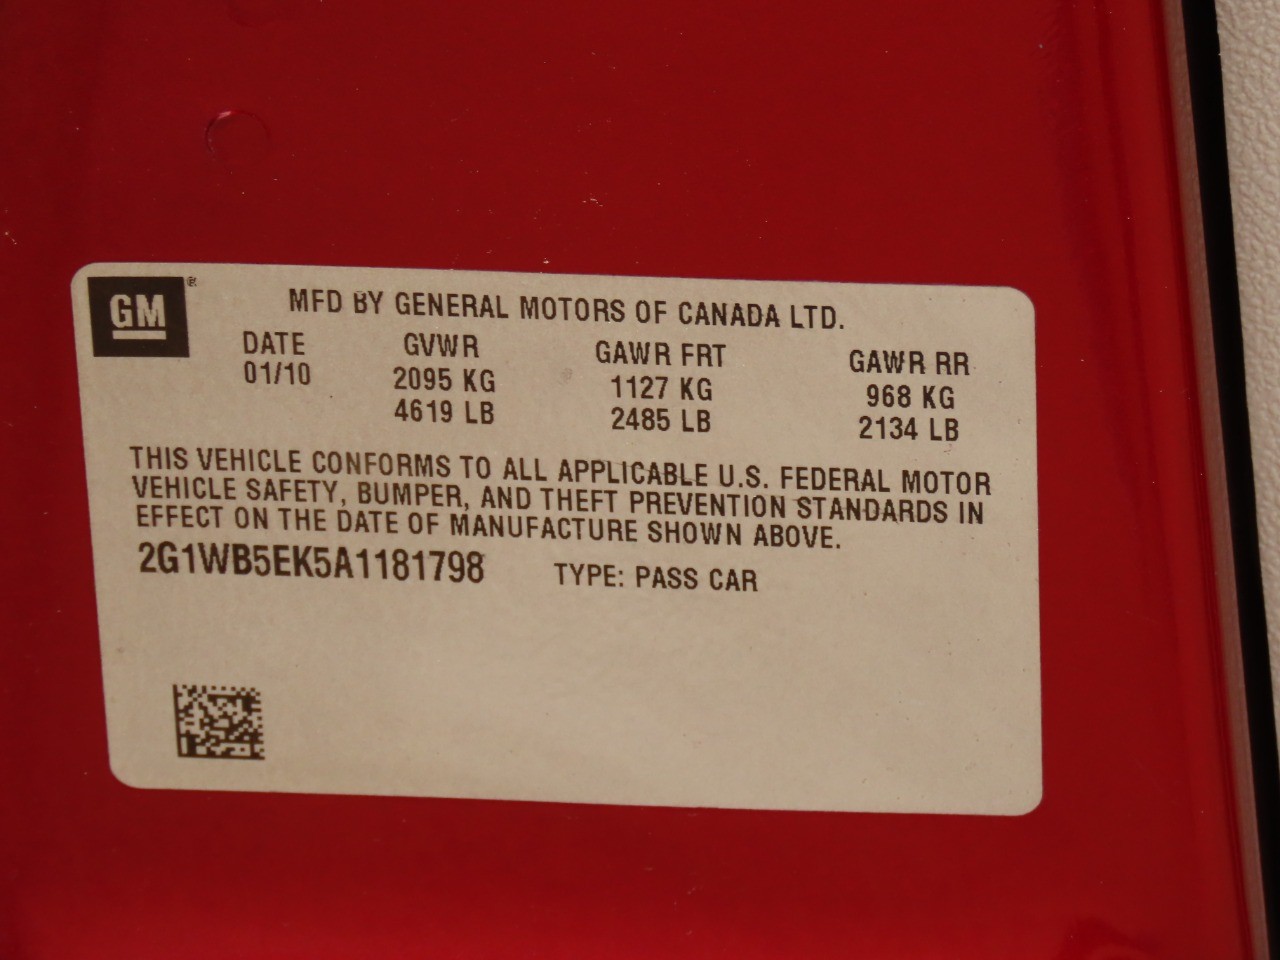 GM®
MFD BY GENERAL MOTORS OF CANADA LTD.
DATE GVWR GAWR FRT GAWR RR
01/10 2095 KG 1127 KG 968 KG
4619 LB 2485 LB 2134 LB
THIS VEHICLE CONFORMS TO ALL APPLICABLE U.S. FEDERAL MOTOR
VEHICLE SAFETY, BUMPER, AND THEFT PREVENTION STANDARDS IN
EFFECT ON THE DATE OF MANUFACTURE SHOWN ABOVE.
2G1WB5EK5A1181798 TYPE: PASS CAR